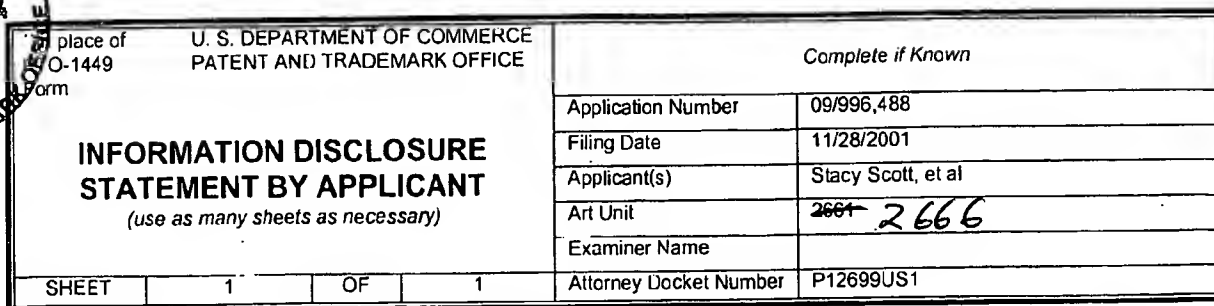 place of U. S. DEPARTMENT OF COMMERCE
O-1449 PATENT AND TRADEMARK OFFICE
Form
Complete if Known
INFORMATION DISCLOSURE
STATEMENT BY APPLICANT
(use as many sheets as necessary)
SHEET 1 OF 1
Application Number 09/996,488
Filing Date 11/28/2001
Applicant(s) Stacy Scott, et al
Art Unit 2661 2666
Examiner Name
Attorney Docket Number P12699US1